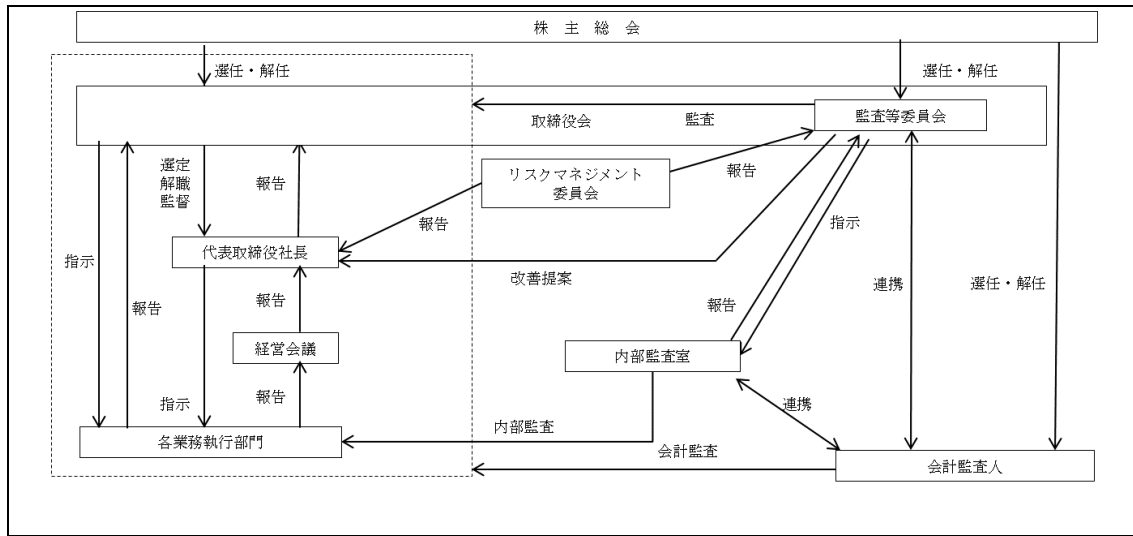 株 主 総 会
選任・解任
選任・解任
取締役会
監査
監査等委員会
選定
解職
監督
報告
リスクマネジメント
委員会
報告
報告
指示
代表取締役社長
指示
報告
報告
改善提案
報告
連携
選任・解任
経営会議
内部監査室
指示
報告
連携
内部監査
各業務執行部門
会計監査
会計監査人